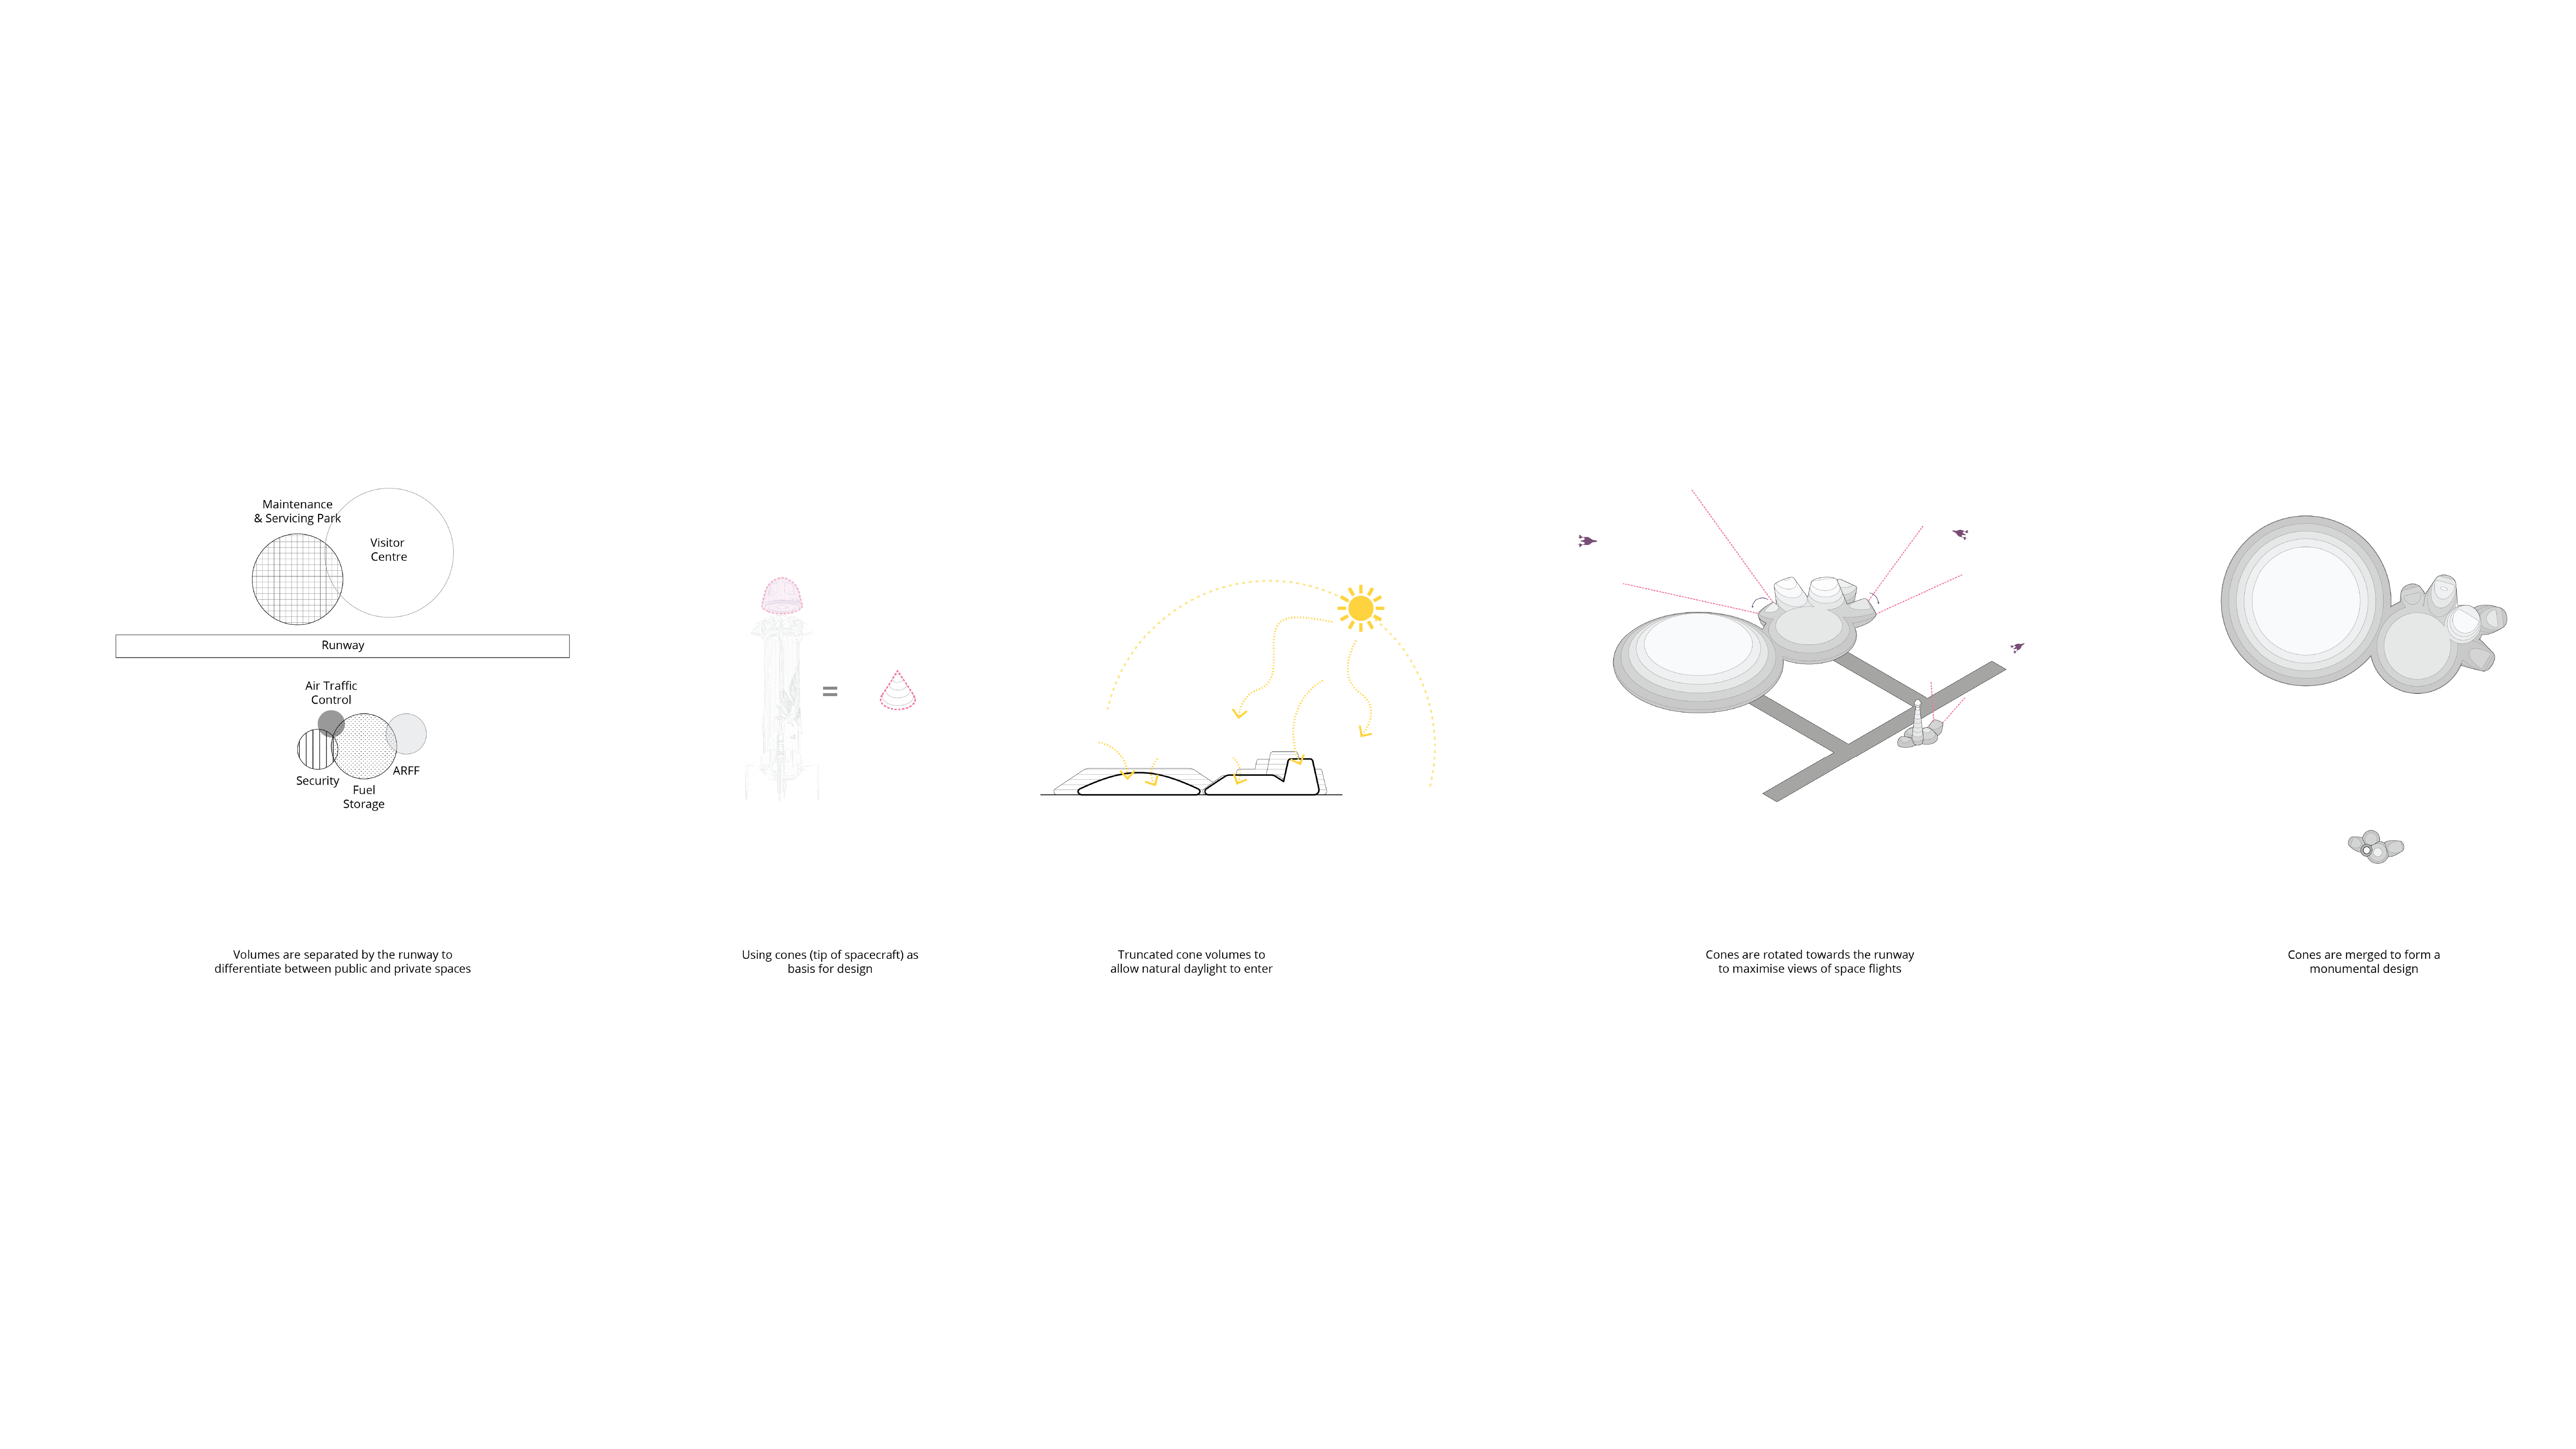 Maintenance
& Servicing Park
Visitor
Centre
Runway
Air Traffic
Control
Security
ARFF
Fuel
Storage
Volumes are separated by the runway to
differentiate between public and private spaces
=
Using cones (tip of spacecraft) as
basis for design
Truncated cone volumes to
allow natural daylight to enter
Cones are rotated towards the runway
to maximise views of space flights
Cones are merged to form a
monumental design